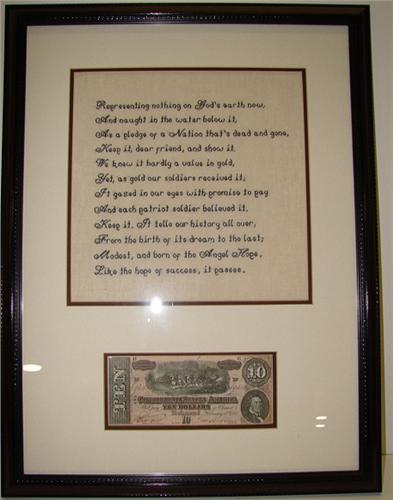 Representing nothing on God's earth now,
And naught in the water below it,
As a pledge of a Nation that's dead and gone,
Keep it, dear friend, and show it.
We knew it hardly a value in gold,
Yet, as gold our soldiers received it;
It gazed in our eyes with promise to pay
And each patriot soldier believed it.
Keep it. It tells our history all over,
From the birth of its dream to the last;
Modest, and born of the Angel Hope,
Like the hope of success, it passes.
TEN
10
CONFEDERATE STATES OF AMERICA
TEN DOLLARS
Richmond
10